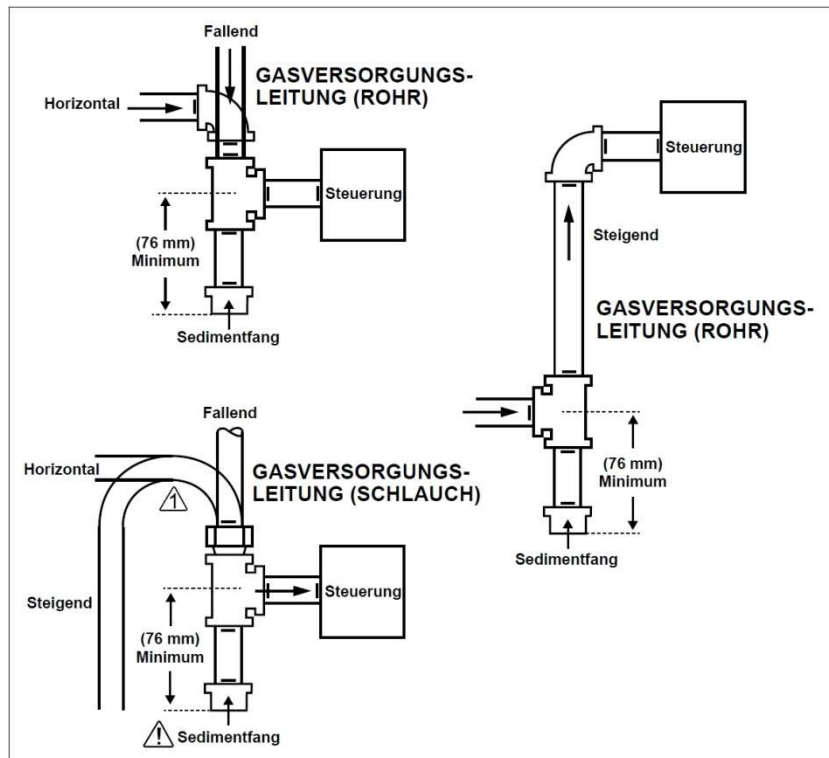 Fallend
GASVERSORGUNGS-
LEITUNG (ROHR)
Horizontal
Steuerung
(76 mm)
Minimum
Sedimentfang
Steuerung
Steigend
GASVERSORGUNGS-
LEITUNG (ROHR)
(76 mm)
Minimum
Sedimentfang
Fallend
Horizontal
GASVERSORGUNGS-
LEITUNG (SCHLAUCH)
1
Steigend
Steuerung
(76 mm)
Minimum
! Sedimentfang